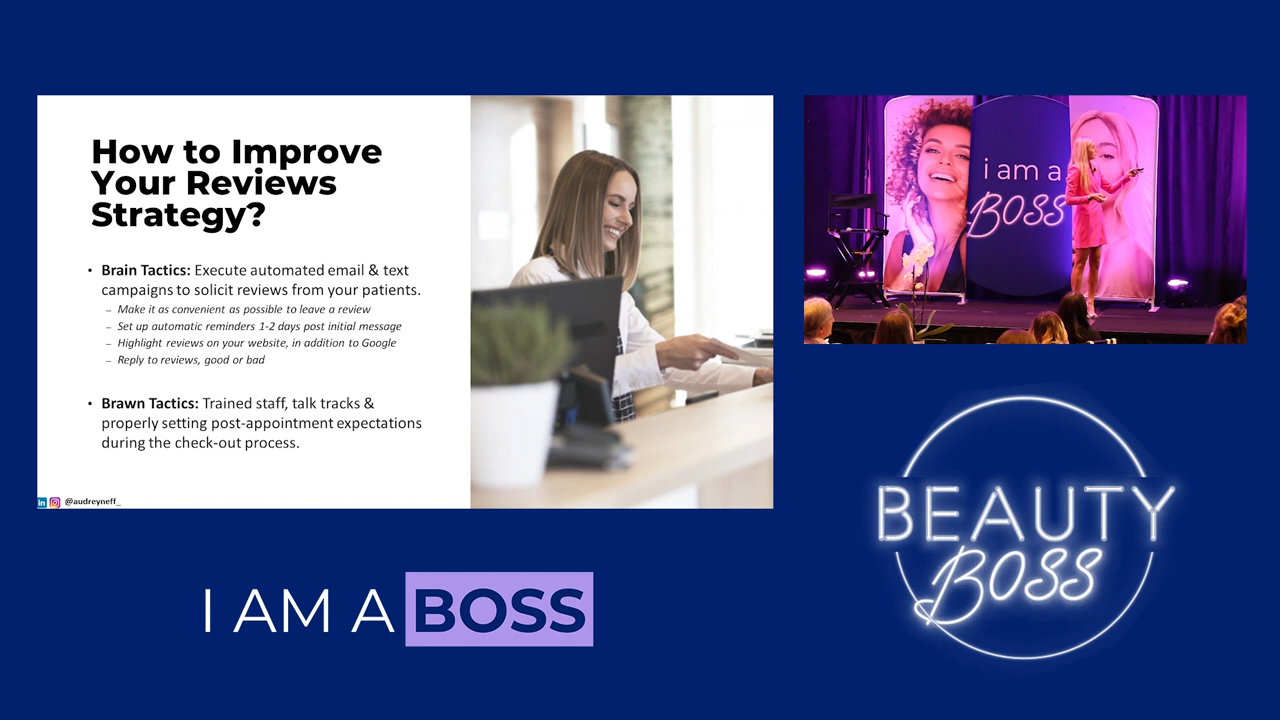 How to Improve
Your Reviews
Strategy?
• Brain Tactics: Execute automated email & text
campaigns to solicit reviews from your patients.
– Make it as convenient as possible to leave a review
– Set up automatic reminders 1-2 days post initial message
– Highlight reviews on your website, in addition to Google
– Reply to reviews, good or bad
• Brawn Tactics: Trained staff, talk tracks &
properly setting post-appointment expectations
during the check-out process.
in @audreyneff_
i am a
BOSS
BEAUTY
BOSS
I AM A BOSS